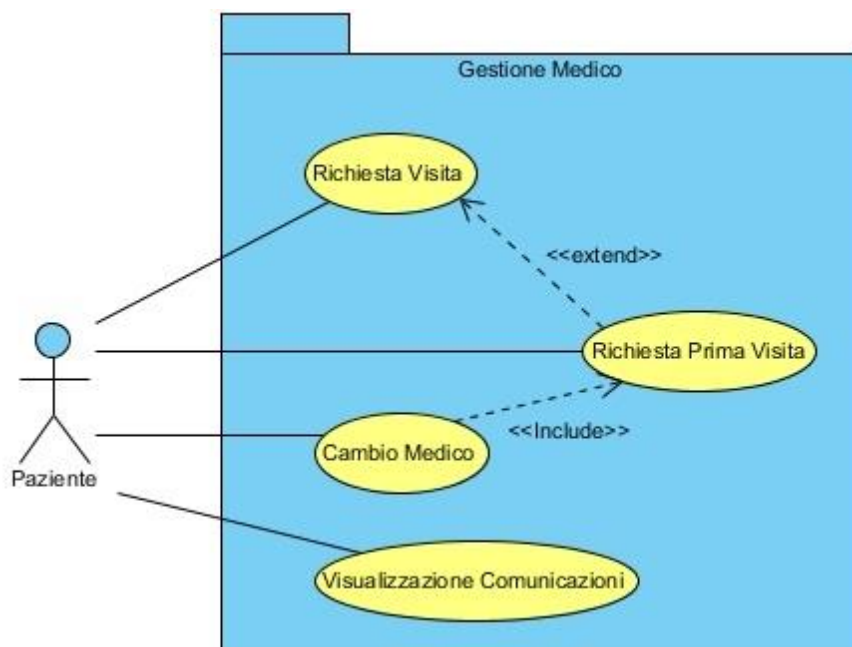 Gestione Medico
Richiesta Visita
<<extend>>
Richiesta Prima Visita
<<Include>>
Cambio Medico
Paziente
Visualizzazione Comunicazioni